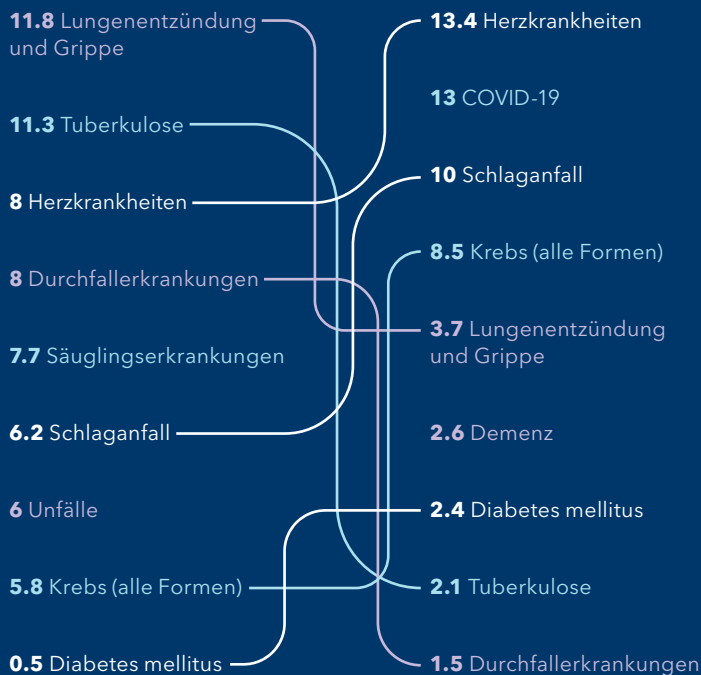 11.8 Lungenentzündung
und Grippe
11.3 Tuberkulose
8 Herzkrankheiten
8 Durchfallerkrankungen
7.7 Säuglingserkrankungen
6.2 Schlaganfall
6 Unfälle
5.8 Krebs (alle Formen)
0.5 Diabetes mellitus
13.4 Herzkrankheiten
13 COVID-19
10 Schlaganfall
8.5 Krebs (alle Formen)
3.7 Lungenentzündung
und Grippe
2.6 Demenz
2.4 Diabetes mellitus
2.1 Tuberkulose
1.5 Durchfallerkrankungen